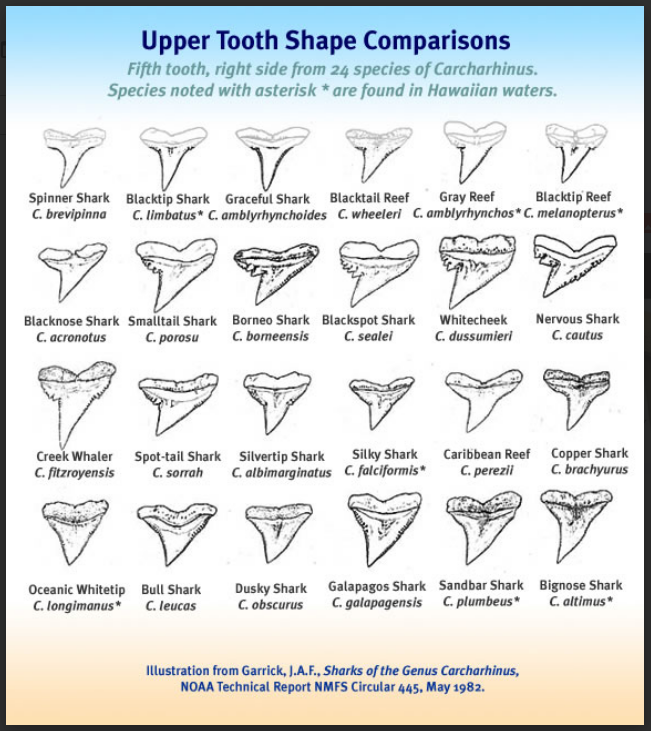 Upper Tooth Shape Comparisons
Fifth tooth, right side from 24 species of Carcharhinus.
Species noted with asterisk * are found in Hawaiian waters.
Spinner Shark
C. brevipinna
Blacktip Shark
C. limbatus*
Graceful Shark
C. amblyrhynchoides
Blacktail Reef
C. wheeleri
Gray Reef
C. amblyrhynchos*
Blacktip Reef
C. melanopterus*
Blacknose Shark
C. acronotus
Smalltail Shark
C. porosu
Borneo Shark
C. borneensis
Blackspot Shark
C. sealei
Whitecheek
C. dussumieri
Nervous Shark
C. cautus
Creek Whaler
C. fitzroyensis
Spot-tail Shark
C. sorrah
Silvertip Shark
C. albimarginatus
Silky Shark
C. falciformis*
Caribbean Reef
C. perezii
Copper Shark
C. brachyurus
Oceanic Whitetip
C. longimanus*
Bull Shark
C. leucas
Dusky Shark
C. obscurus
Galapagos Shark
C. galapagensis
Sandbar Shark
C. plumbeus*
Bignose Shark
C. altimus*
Illustration from Garrick, J.A.F., Sharks of the Genus Carcharhinus,
NOAA Technical Report NMFS Circular 445, May 1982.